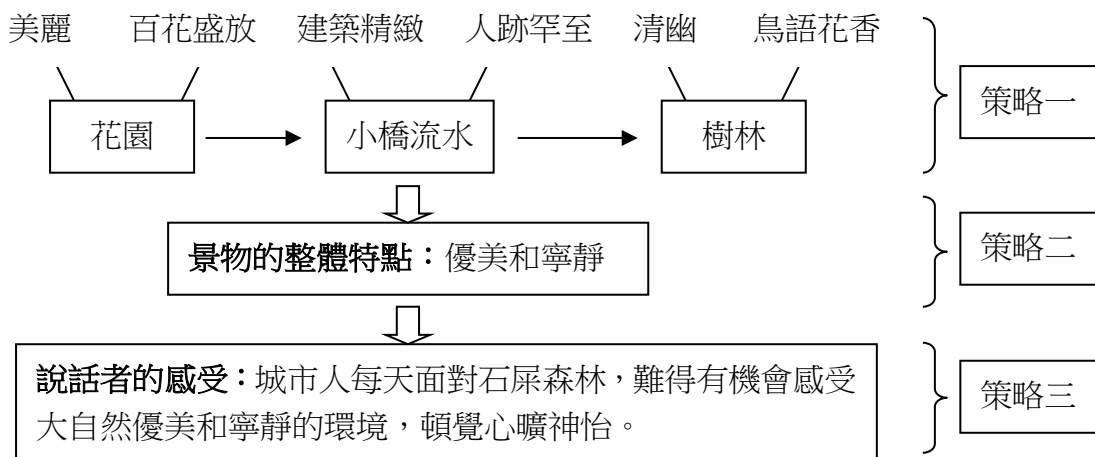 美麗 百花盛放 建築精緻 人跡罕至 清幽 鳥語花香
花園 小橋流水 樹林 策略一
景物的整體特點：優美和寧靜 策略二
說話者的感受：城市人每天面對石屎森林，難得有機會感受
大自然優美和寧靜的環境，頓覺心曠神怡。
策略三